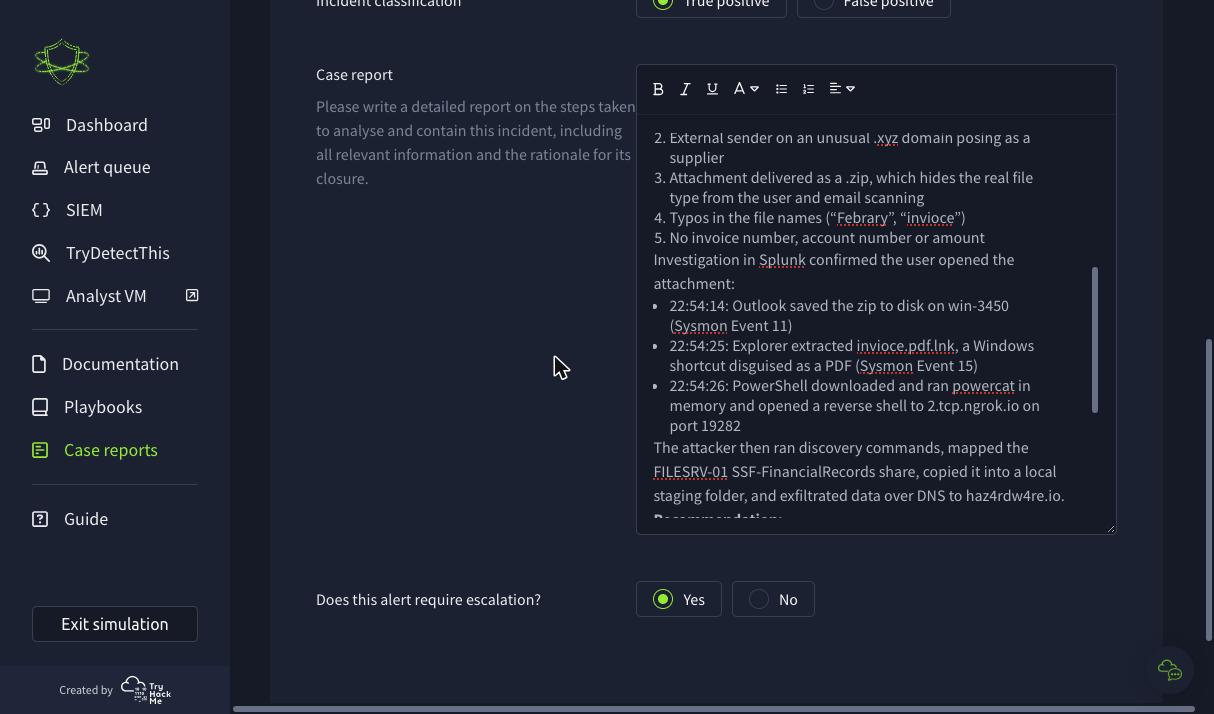 Incident classification
True positive
False positive
Case report
Please write a detailed report on the steps taken
to analyse and contain this incident, including
all relevant information and the rationale for its
closure.
B I U A
2. External sender on an unusual .xyz domain posing as a
supplier
3. Attachment delivered as a .zip, which hides the real file
type from the user and email scanning
4. Typos in the file names (“Febrary”, “invioce”)
5. No invoice number, account number or amount
Investigation in Splunk confirmed the user opened the
attachment:
• 22:54:14: Outlook saved the zip to disk on win-3450
(Sysmon Event 11)
• 22:54:25: Explorer extracted invioce.pdf.lnk, a Windows
shortcut disguised as a PDF (Sysmon Event 15)
• 22:54:26: PowerShell downloaded and ran powercat in
memory and opened a reverse shell to 2.tcp.ngrok.io on
port 19282
The attacker then ran discovery commands, mapped the
FILESRV-01 SSF-FinancialRecords share, copied it into a local
staging folder, and exfiltrated data over DNS to haz4rdw4re.io.
Recommendation:
Does this alert require escalation?
Yes
No
Dashboard
Alert queue
SIEM
TryDetectThis
Analyst VM
Documentation
Playbooks
Case reports
Guide
Exit simulation
Created by
Try
Hack
Me